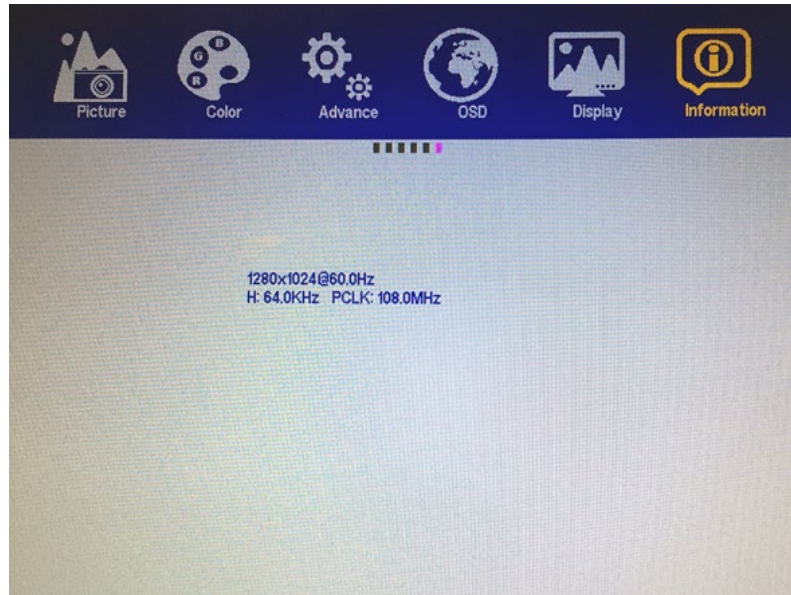 Picture
Color
Advance
OSD
Display
Information
G
B
R
1280x1024@60.0Hz
H: 64.0KHz PCLK: 108.0MHz